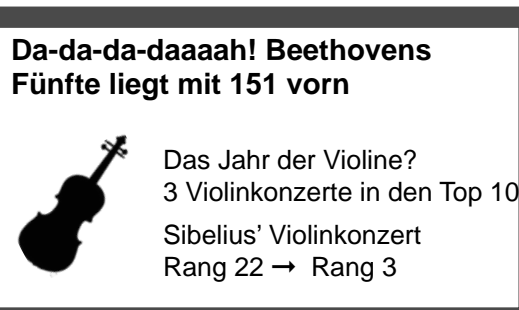 Da-da-da-daaaah! Beethovens
Fünfte liegt mit 151 vorn
Das Jahr der Violine?
3 Violinkonzerte in den Top 10
Sibelius’ Violinkonzert
Rang 22 → Rang 3